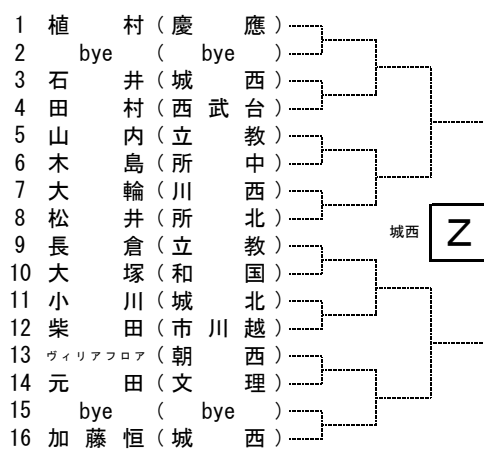 1 植村(慶應)
2 bye(bye)
3 石井(城西)
4 田村(西武台)
5 山内(立教)
6 木島(所中)
7 大輪(川西)
8 松井(所北)
城西 Z
9 長倉(立教)
10 大塚(和国)
11 小川(城北)
12 柴田(市川越)
13 ヴィリアフロア(朝西)
14 元田(文理)
15 bye(bye)
16 加藤恒(城西)